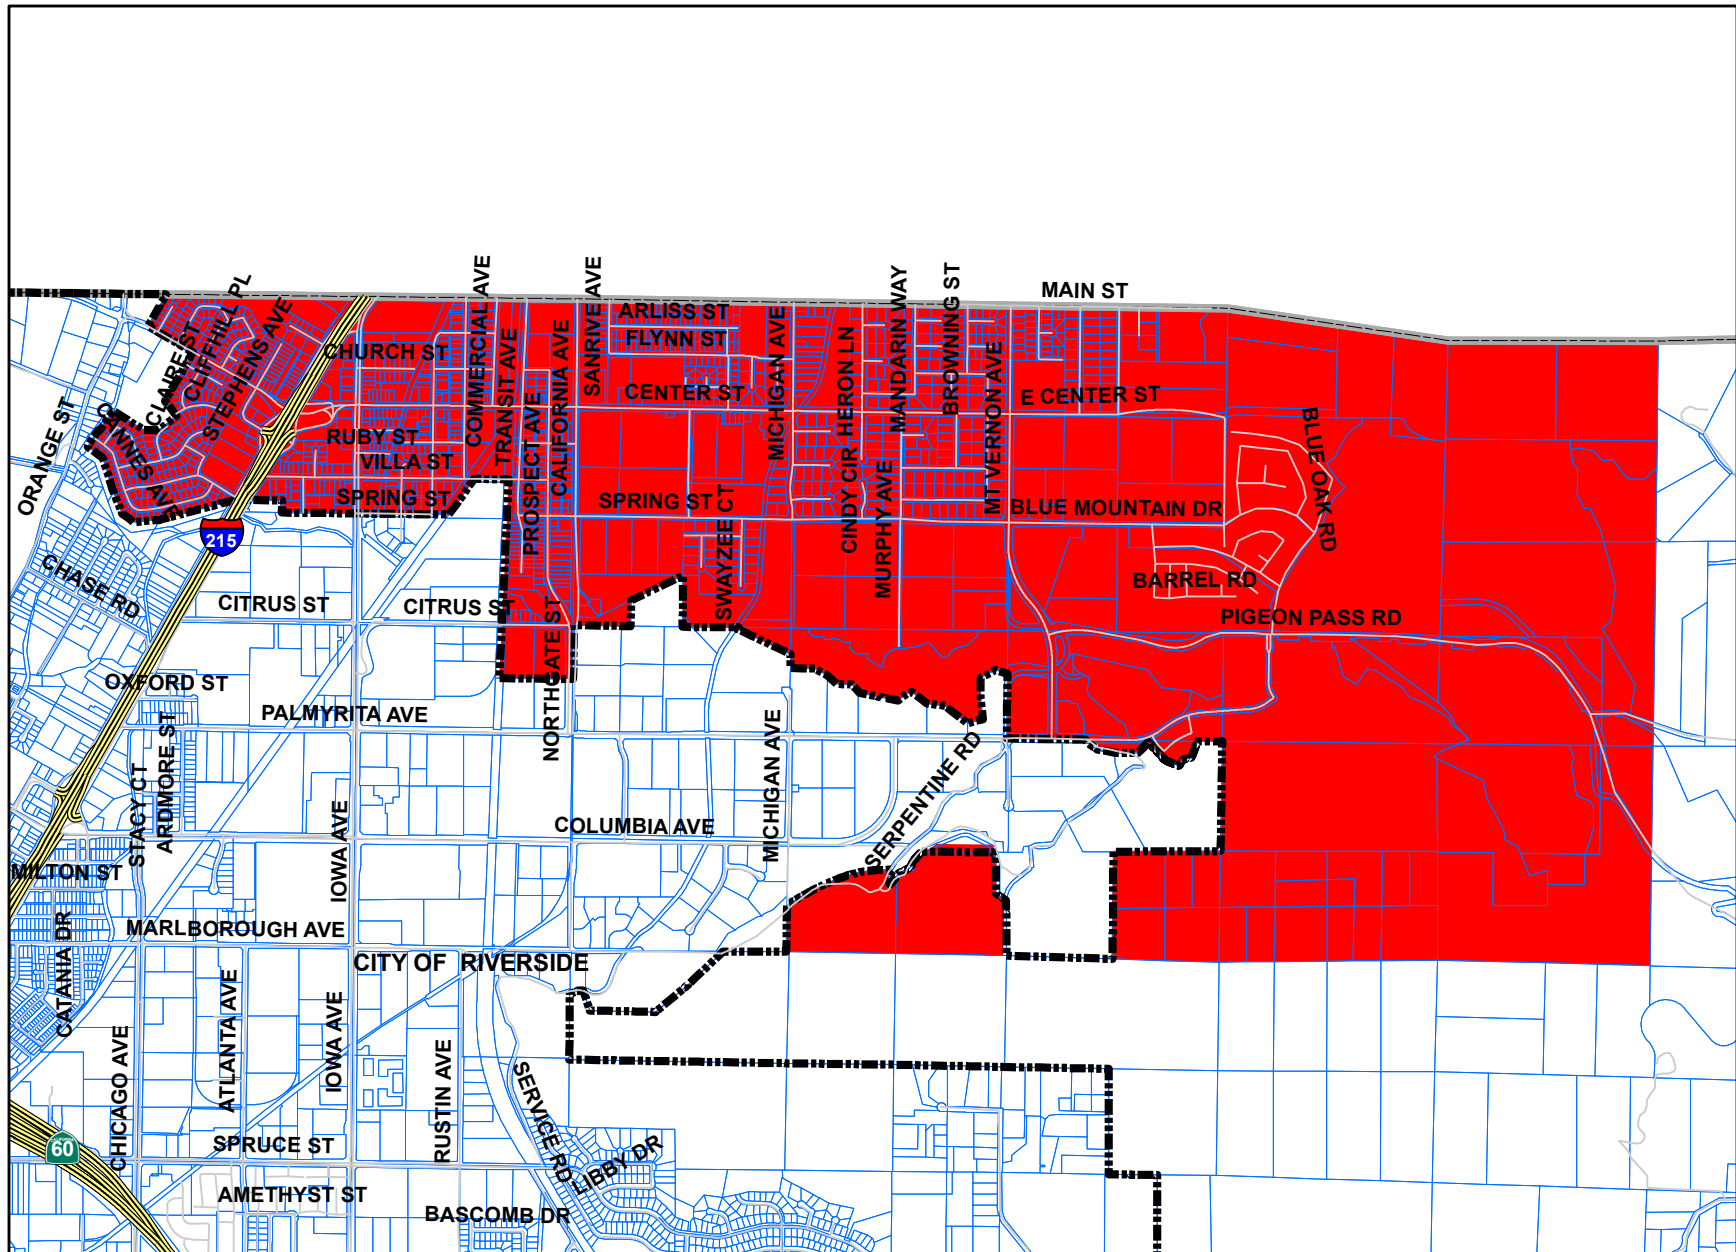 MAIN ST
CLIFFHILL PL
CLAIRE ST
STEPHENS AVE
COMMERCIAL AVE
TRANSIT AVE
SANRIVE AVE
CALIFORNIA AVE
PROSPECT AVE
ARLISS ST
FLYNN ST
CHURCH ST
CENTER ST
MICHIGAN AVE
CINDY CIR
HERON LN
MANDARIN WAY
BROWNING ST
MT VERNON AVE
E CENTER ST
BLUE OAK RD
ORANGE ST
CANNES AVE
RUBY ST
VILLA ST
SPRING ST
SPRING ST
SWAYZEE CT
MURPHY AVE
BLUE MOUNTAIN DR
215
CHASE RD
CITRUS ST
CITRUS ST
BARREL RD
PIGEON PASS RD
NORTHGATE ST
OXFORD ST
PALMYRITA AVE
ARDMORE ST
STACY CT
MICHIGAN AVE
SERPENTINE RD
IOWA AVE
COLUMBIA AVE
MILTON ST
CATANIA DR
MARLBOROUGH AVE
CITY OF RIVERSIDE
CHICAGO AVE
ATLANTA AVE
IOWA AVE
RUSTIN AVE
SERVICE RD
LIBBY DR
60
SPRUCE ST
AMETHYST ST
BASCOMB DR